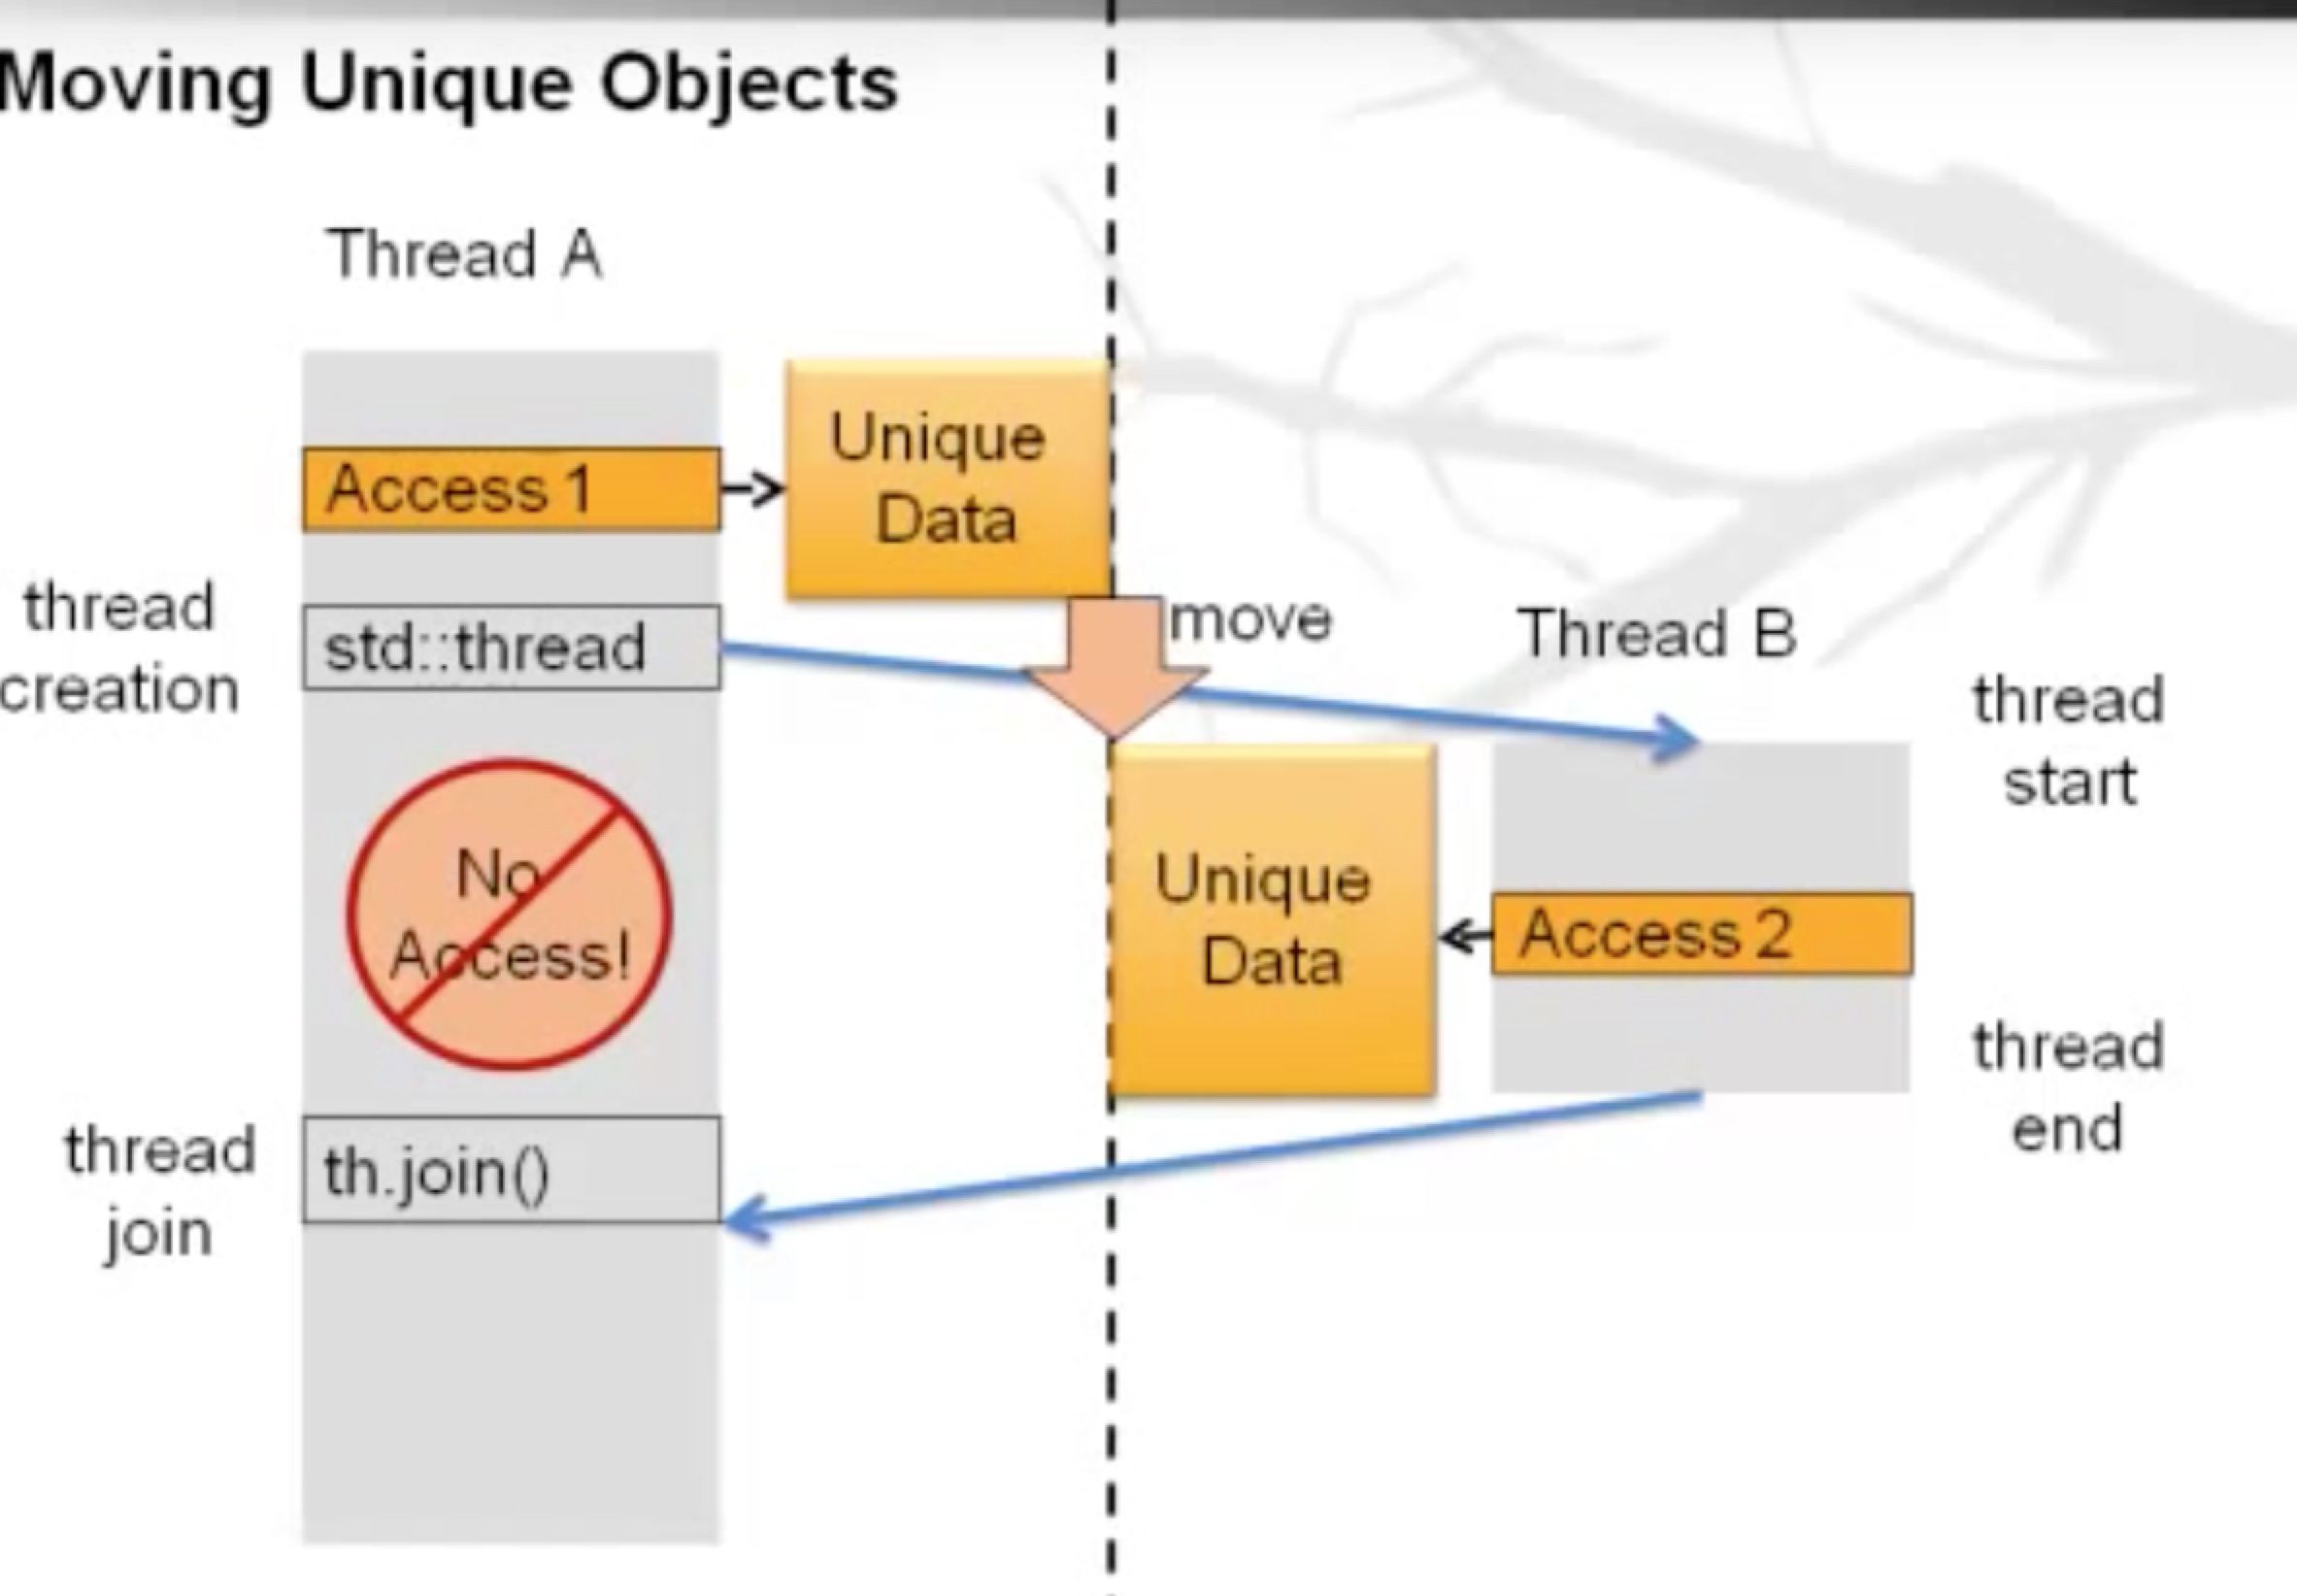 Moving Unique Objects
Thread A
Access 1
Unique
Data
thread
creation
std::thread
move
Thread B
thread
start
No
Access!
Unique
Data
Access 2
thread
end
thread
join
th.join()